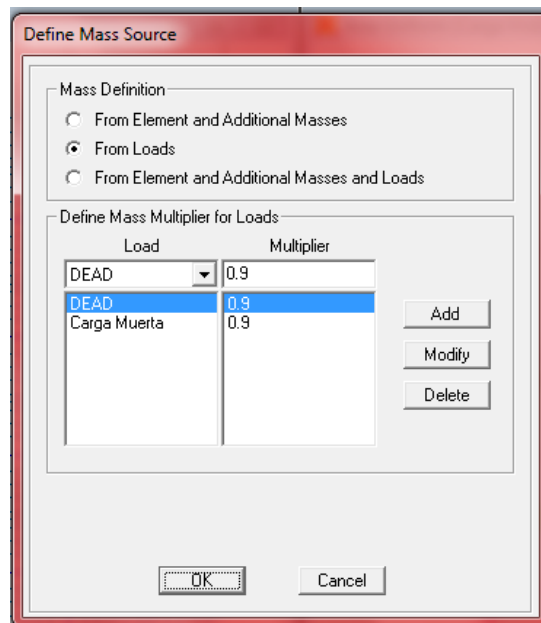 Define Mass Source
Mass Definition
From Element and Additional Masses
From Loads
From Element and Additional Masses and Loads
Define Mass Multiplier for Loads
Load Multiplier
DEAD 0.9
DEAD 0.9
Carga Muerta 0.9
Add
Modify
Delete
OK Cancel